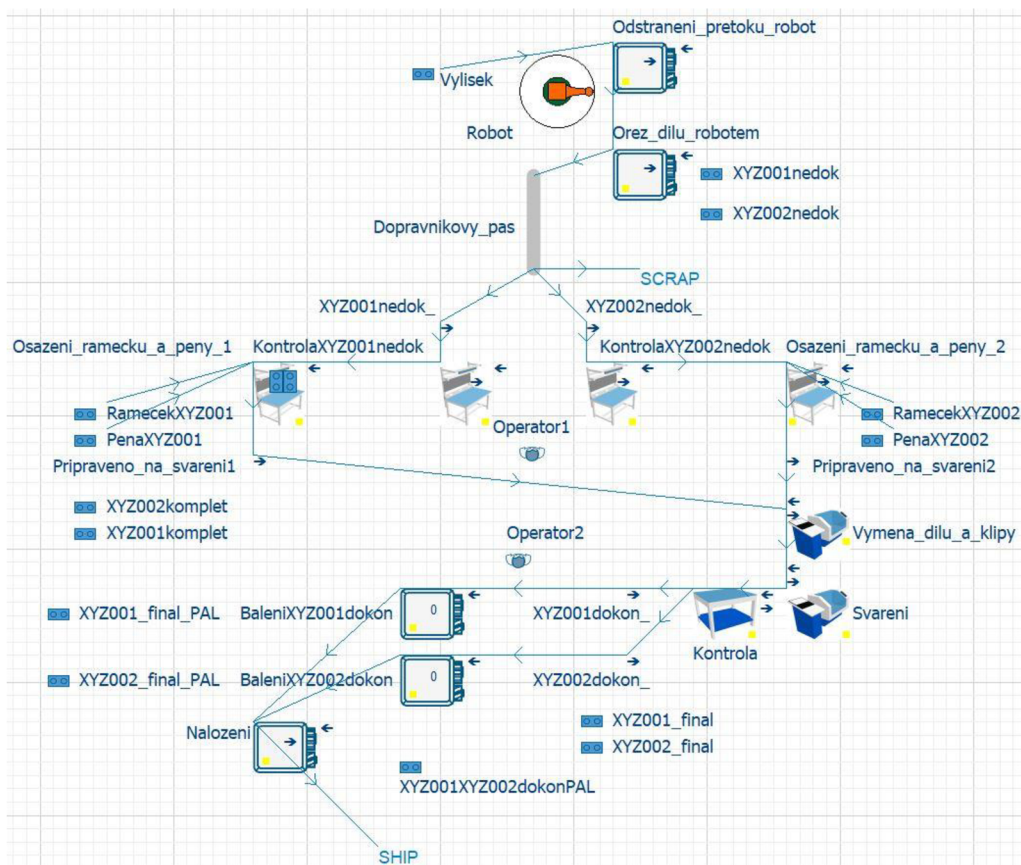 Odstraneni_pretoku_robot
Vylisek
Robot
Orez_dilu_robotem
XYZ001nedok
XYZ002nedok
Dopravnikovy_pas
SCRAP
XYZ001nedok_
XYZ002nedok_
Osazeni_ramecku_a_peny_1
KontrolaXYZ001nedok
KontrolaXYZ002nedok
Osazeni_ramecku_a_peny_2
RamecekXYZ001
RamecekXYZ002
Operator1
PenaXYZ001
PenaXYZ002
Pripraveno_na_svareni1
Pripraveno_na_svareni2
XYZ002komplet
XYZ001komplet
Operator2
Vymena_dilu_a_klipy
XYZ001_final_PAL
BaleniXYZ001dokon
0
XYZ001dokon_
Svareni
Kontrola
XYZ002_final_PAL
BaleniXYZ002dokon
0
XYZ002dokon_
XYZ001_final
Nalozeni
XYZ002_final
XYZ001XYZ002dokonPAL
SHIP